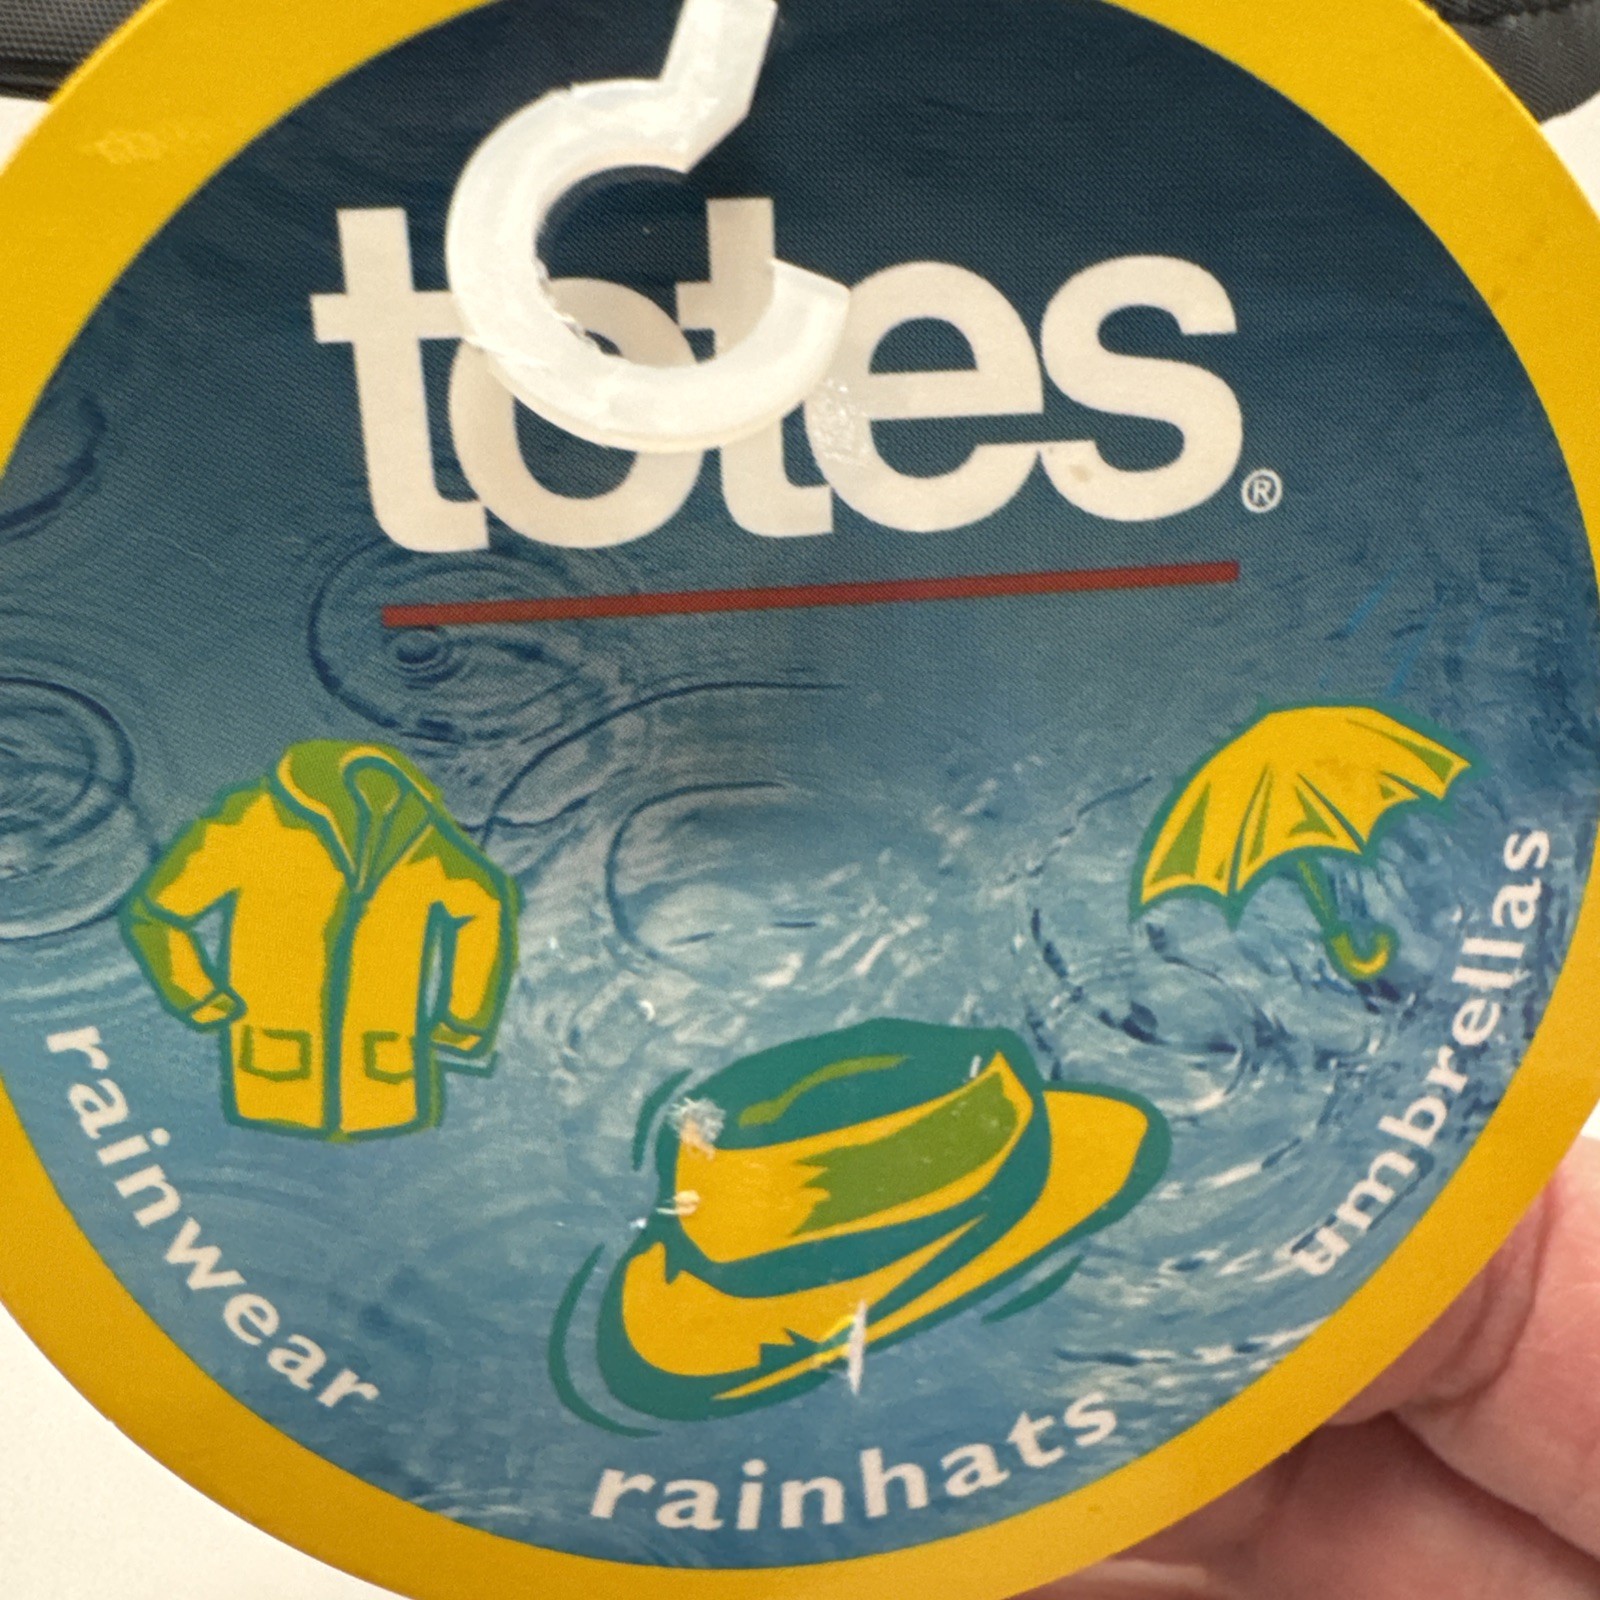 totes®
rainwear
rainhats
umbrellas